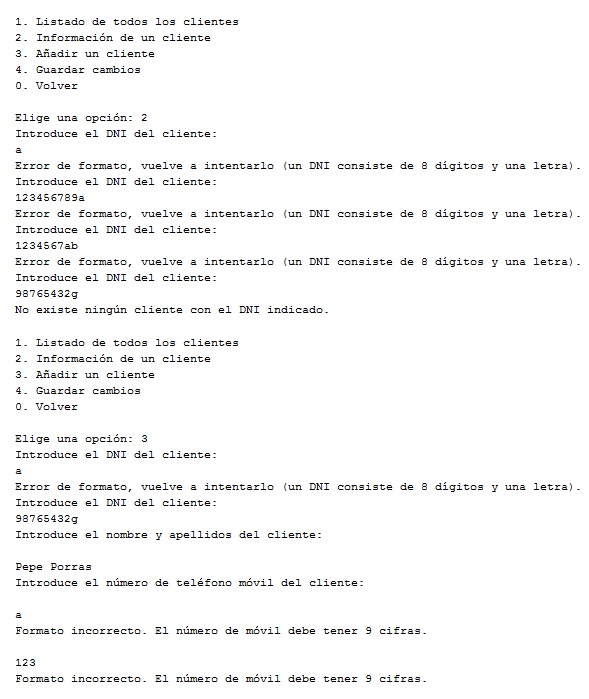 1. Listado de todos los clientes
2. Información de un cliente
3. Añadir un cliente
4. Guardar cambios
0. Volver
Elige una opción: 2
Introduce el DNI del cliente:
a
Error de formato, vuelve a intentarlo (un DNI consiste de 8 dígitos y una letra).
Introduce el DNI del cliente:
123456789a
Error de formato, vuelve a intentarlo (un DNI consiste de 8 dígitos y una letra).
Introduce el DNI del cliente:
1234567ab
Error de formato, vuelve a intentarlo (un DNI consiste de 8 dígitos y una letra).
Introduce el DNI del cliente:
98765432g
No existe ningún cliente con el DNI indicado.
1. Listado de todos los clientes
2. Información de un cliente
3. Añadir un cliente
4. Guardar cambios
0. Volver
Elige una opción: 3
Introduce el DNI del cliente:
a
Error de formato, vuelve a intentarlo (un DNI consiste de 8 dígitos y una letra).
Introduce el DNI del cliente:
98765432g
Introduce el nombre y apellidos del cliente:
Pepe Porras
Introduce el número de teléfono móvil del cliente:
a
Formato incorrecto. El número de móvil debe tener 9 cifras.
123
Formato incorrecto. El número de móvil debe tener 9 cifras.